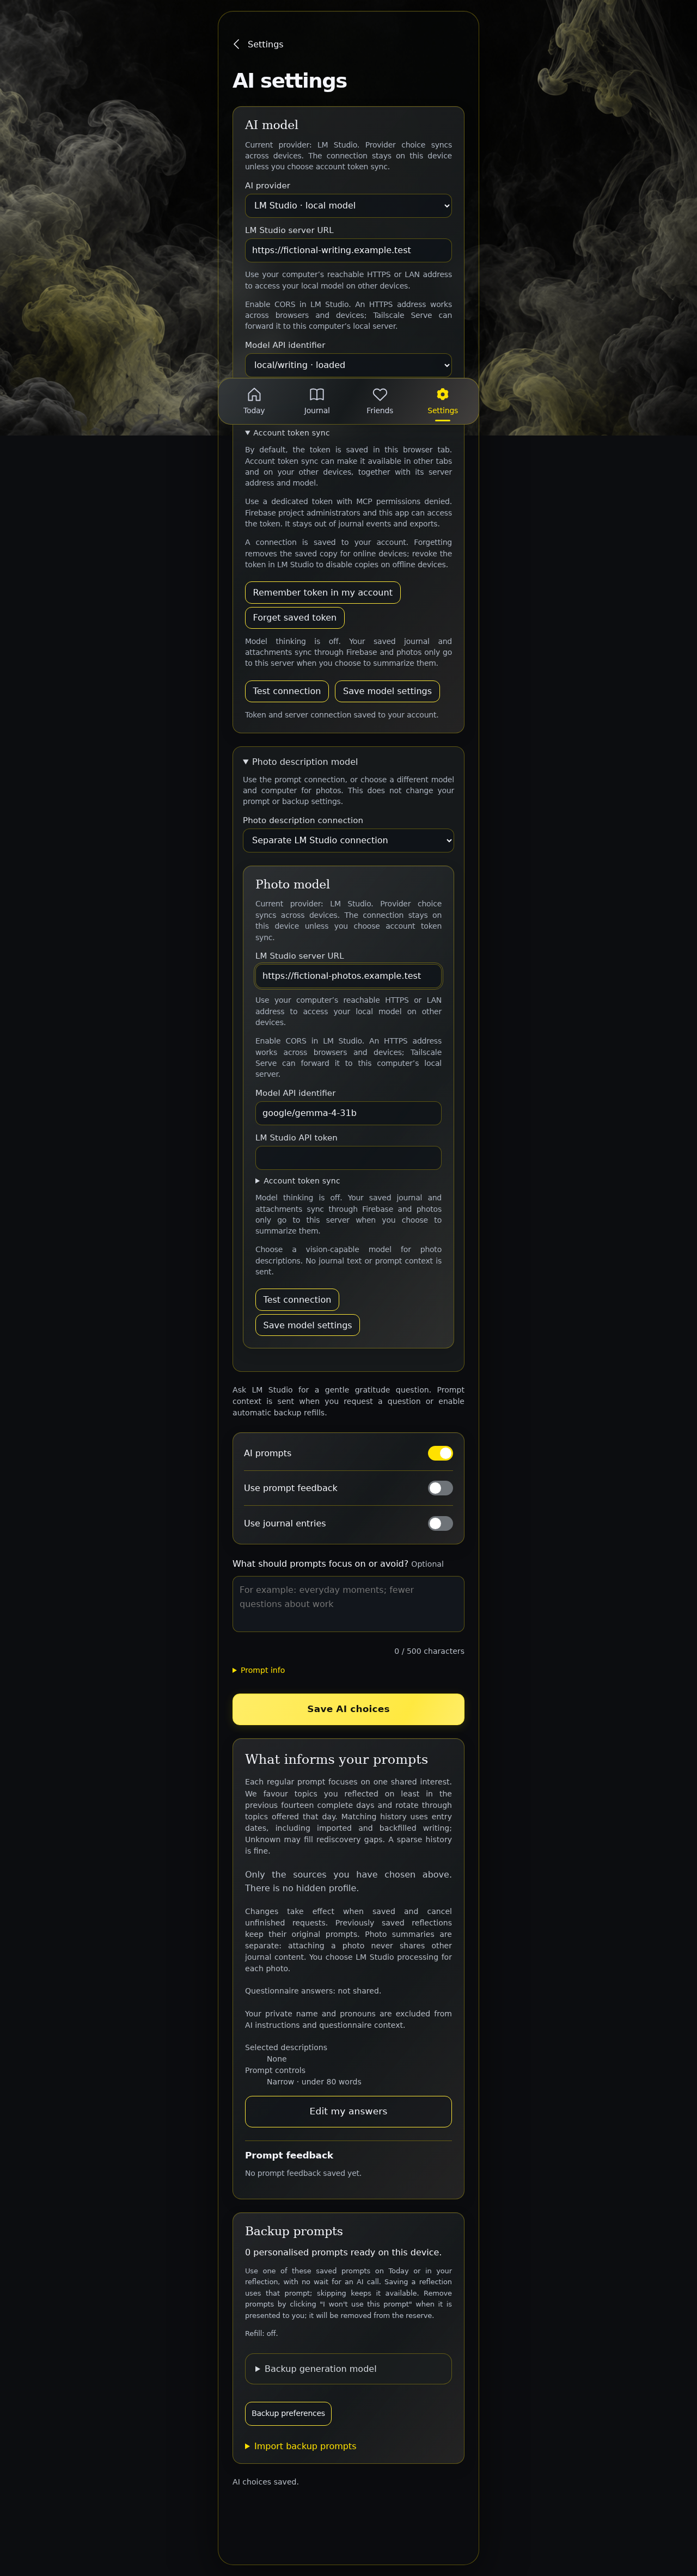 Settings
AI settings
AI model
Current provider: LM Studio. Provider choice syncs
across devices. The connection stays on this device
unless you choose account token sync.
AI provider
LM Studio · local model
LM Studio server URL
https://fictional-writing.example.test
Use your computer's reachable HTTPS or LAN address
to access your local model on other devices.
Enable CORS in LM Studio. An HTTPS address works
across browsers and devices; Tailscale Serve can
forward it to this computer's local server.
Model API identifier
local/writing · loaded
Today
Journal
Friends
Settings
▼ Account token sync
By default, the token is saved in this browser tab.
Account token sync can make it available in other tabs
and on your other devices, together with its server
address and model.
Use a dedicated token with MCP permissions denied.
Firebase project administrators and this app can access
the token. It stays out of journal events and exports.
A connection is saved to your account. Forgetting
removes the saved copy for online devices; revoke the
token in LM Studio to disable copies on offline devices.
Remember token in my account
Forget saved token
Model thinking is off. Your saved journal and
attachments sync through Firebase and photos only go
to this server when you choose to summarize them.
Test connection
Save model settings
Token and server connection saved to your account.
▼ Photo description model
Use the prompt connection, or choose a different model
and computer for photos. This does not change your
prompt or backup settings.
Photo description connection
Separate LM Studio connection
Photo model
Current provider: LM Studio. Provider choice
syncs across devices. The connection stays on
this device unless you choose account token
sync.
LM Studio server URL
https://fictional-photos.example.test
Use your computer's reachable HTTPS or LAN
address to access your local model on other
devices.
Enable CORS in LM Studio. An HTTPS address
works across browsers and devices; Tailscale
Serve can forward it to this computer's local
server.
Model API identifier
google/gemma-4-31b
LM Studio API token
▶ Account token sync
Model thinking is off. Your saved journal and
attachments sync through Firebase and photos
only go to this server when you choose to
summarize them.
Choose a vision-capable model for photo
descriptions. No journal text or prompt context is
sent.
Test connection
Save model settings
Ask LM Studio for a gentle gratitude question. Prompt
context is sent when you request a question or enable
automatic backup refills.
AI prompts
Use prompt feedback
Use journal entries
What should prompts focus on or avoid? Optional
For example: everyday moments; fewer
questions about work
0 / 500 characters
▶ Prompt info
Save AI choices
What informs your prompts
Each regular prompt focuses on one shared interest.
We favour topics you reflected on least in the
previous fourteen complete days and rotate through
topics offered that day. Matching history uses entry
dates, including imported and backfilled writing;
Unknown may fill rediscovery gaps. A sparse history
is fine.
Only the sources you have chosen above.
There is no hidden profile.
Changes take effect when saved and cancel
unfinished requests. Previously saved reflections
keep their original prompts. Photo summaries are
separate: attaching a photo never shares other
journal content. You choose LM Studio processing for
each photo.
Questionnaire answers: not shared.
Your private name and pronouns are excluded from
AI instructions and questionnaire context.
Selected descriptions
None
Prompt controls
Narrow · under 80 words
Edit my answers
Prompt feedback
No prompt feedback saved yet.
Backup prompts
0 personalised prompts ready on this device.
Use one of these saved prompts on Today or in your
reflection, with no wait for an AI call. Saving a reflection
uses that prompt; skipping keeps it available. Remove
prompts by clicking "I won't use this prompt" when it is
presented to you; it will be removed from the reserve.
Refill: off.
▶ Backup generation model
Backup preferences
▶ Import backup prompts
AI choices saved.